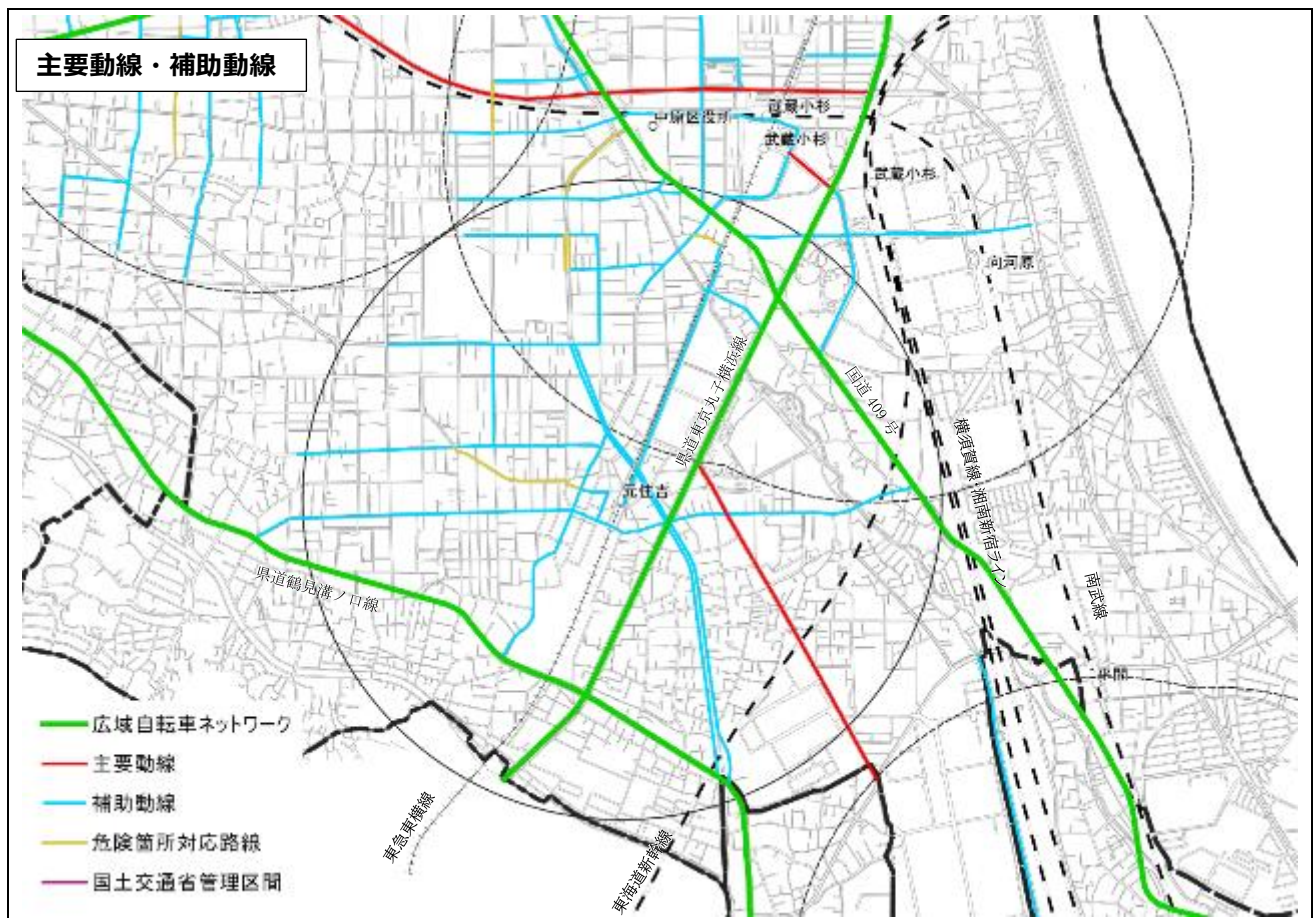 主要動線・補助動線
武蔵小杉
中原区役所
武蔵小杉
武蔵小杉
向河原
県道東京丸子横浜線
国道409号
横須賀線・湘南新宿ライン
元住吉
県道鶴見溝ノ口線
南武線
平間
広域自転車ネットワーク
主要動線
補助動線
危険箇所対応路線
国土交通省管理区間
東急東横線
東海道新幹線